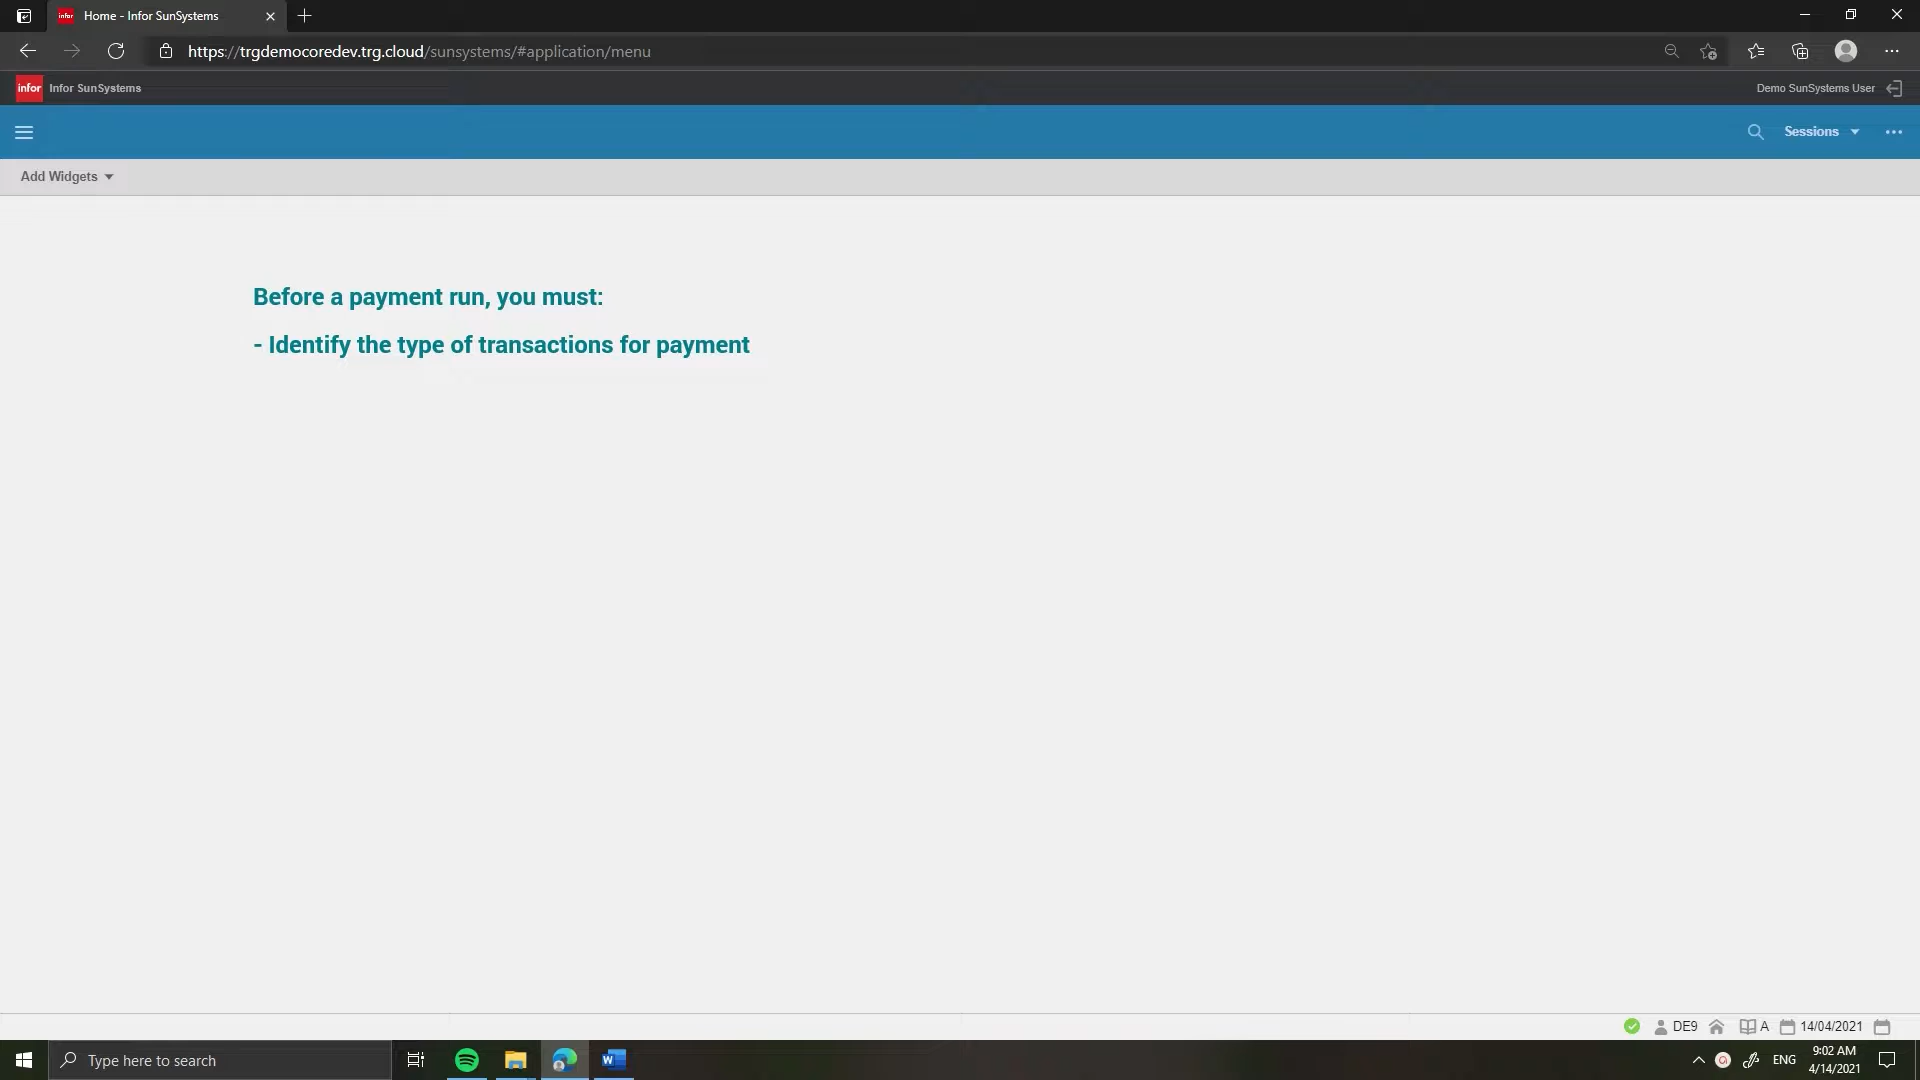 Home - Infor SunSystems
https://trgdemocoredev.trg.cloud/sunsystems/#application/menu
infor Infor SunSystems
Demo SunSystems User
Sessions
Add Widgets
Before a payment run, you must:
- Identify the type of transactions for payment
DE9 A 14/04/2021
Type here to search
ENG
9:02 AM
4/14/2021